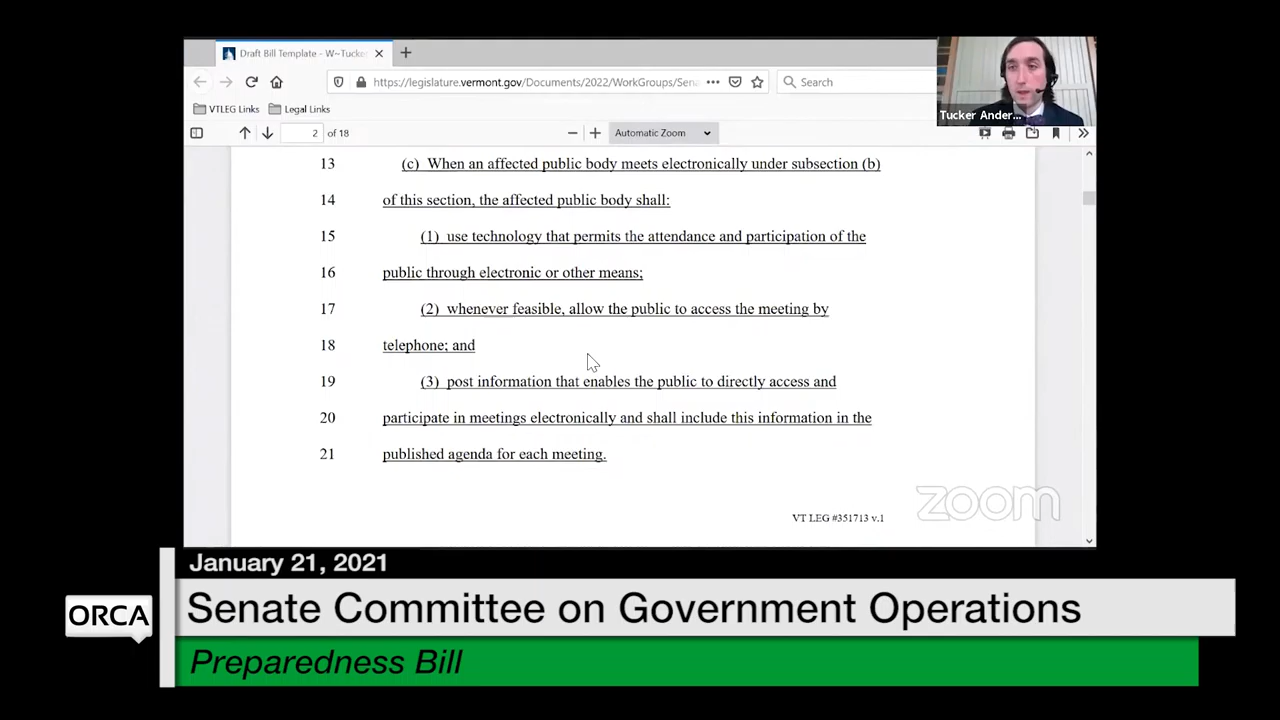 Draft Bill Template - W~Tucke
https://legislature.vermont.gov/Documents/2022/WorkGroups/Sena
Search
VTLEG Links
Legal Links
Tucker Ander...
2 of 18
Automatic Zoom
13 (c) When an affected public body meets electronically under subsection (b)
14 of this section, the affected public body shall:
15 (1) use technology that permits the attendance and participation of the
16 public through electronic or other means;
17 (2) whenever feasible, allow the public to access the meeting by
18 telephone; and
19 (3) post information that enables the public to directly access and
20 participate in meetings electronically and shall include this information in the
21 published agenda for each meeting.
zoom
VT LEG #351713 v.1
January 21, 2021
ORCA
Senate Committee on Government Operations
Preparedness Bill